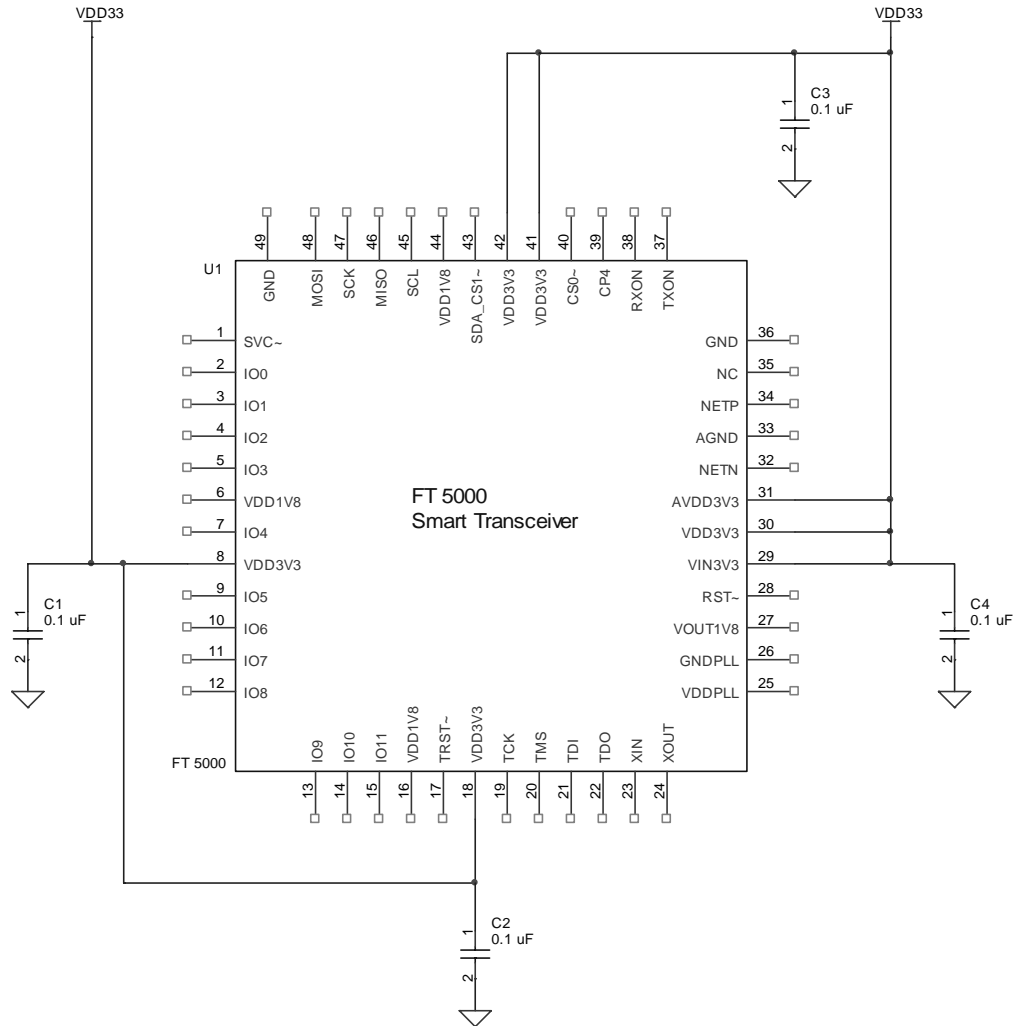 VDD33
VDD33
C3
0.1 uF
1
2
49
48
47
46
45
44
43
42
41
40
39
38
37
U1
GND
MOSI
SCK
MISO
SCL
VDD1V8
SDA_CS1~
VDD3V3
VDD3V3
CS0~
CP4
RXON
TXON
1 SVC~
2 IO0
3 IO1
4 IO2
5 IO3
6 VDD1V8
7 IO4
8 VDD3V3
9 IO5
10 IO6
11 IO7
12 IO8
FT 5000
Smart Transceiver
GND 36
NC 35
NETP 34
AGND 33
NETN 32
AVDD3V3 31
VDD3V3 30
VIN3V3 29
RST~ 28
VOUT1V8 27
GNDPLL 26
VDDPLL 25
C1
0.1 uF
1
2
C4
0.1 uF
1
2
IO9
IO10
IO11
VDD1V8
TRST~
VDD3V3
TCK
TMS
TDI
TDO
XIN
XOUT
FT 5000
13
14
15
16
17
18
19
20
21
22
23
24
C2
0.1 uF
1
2